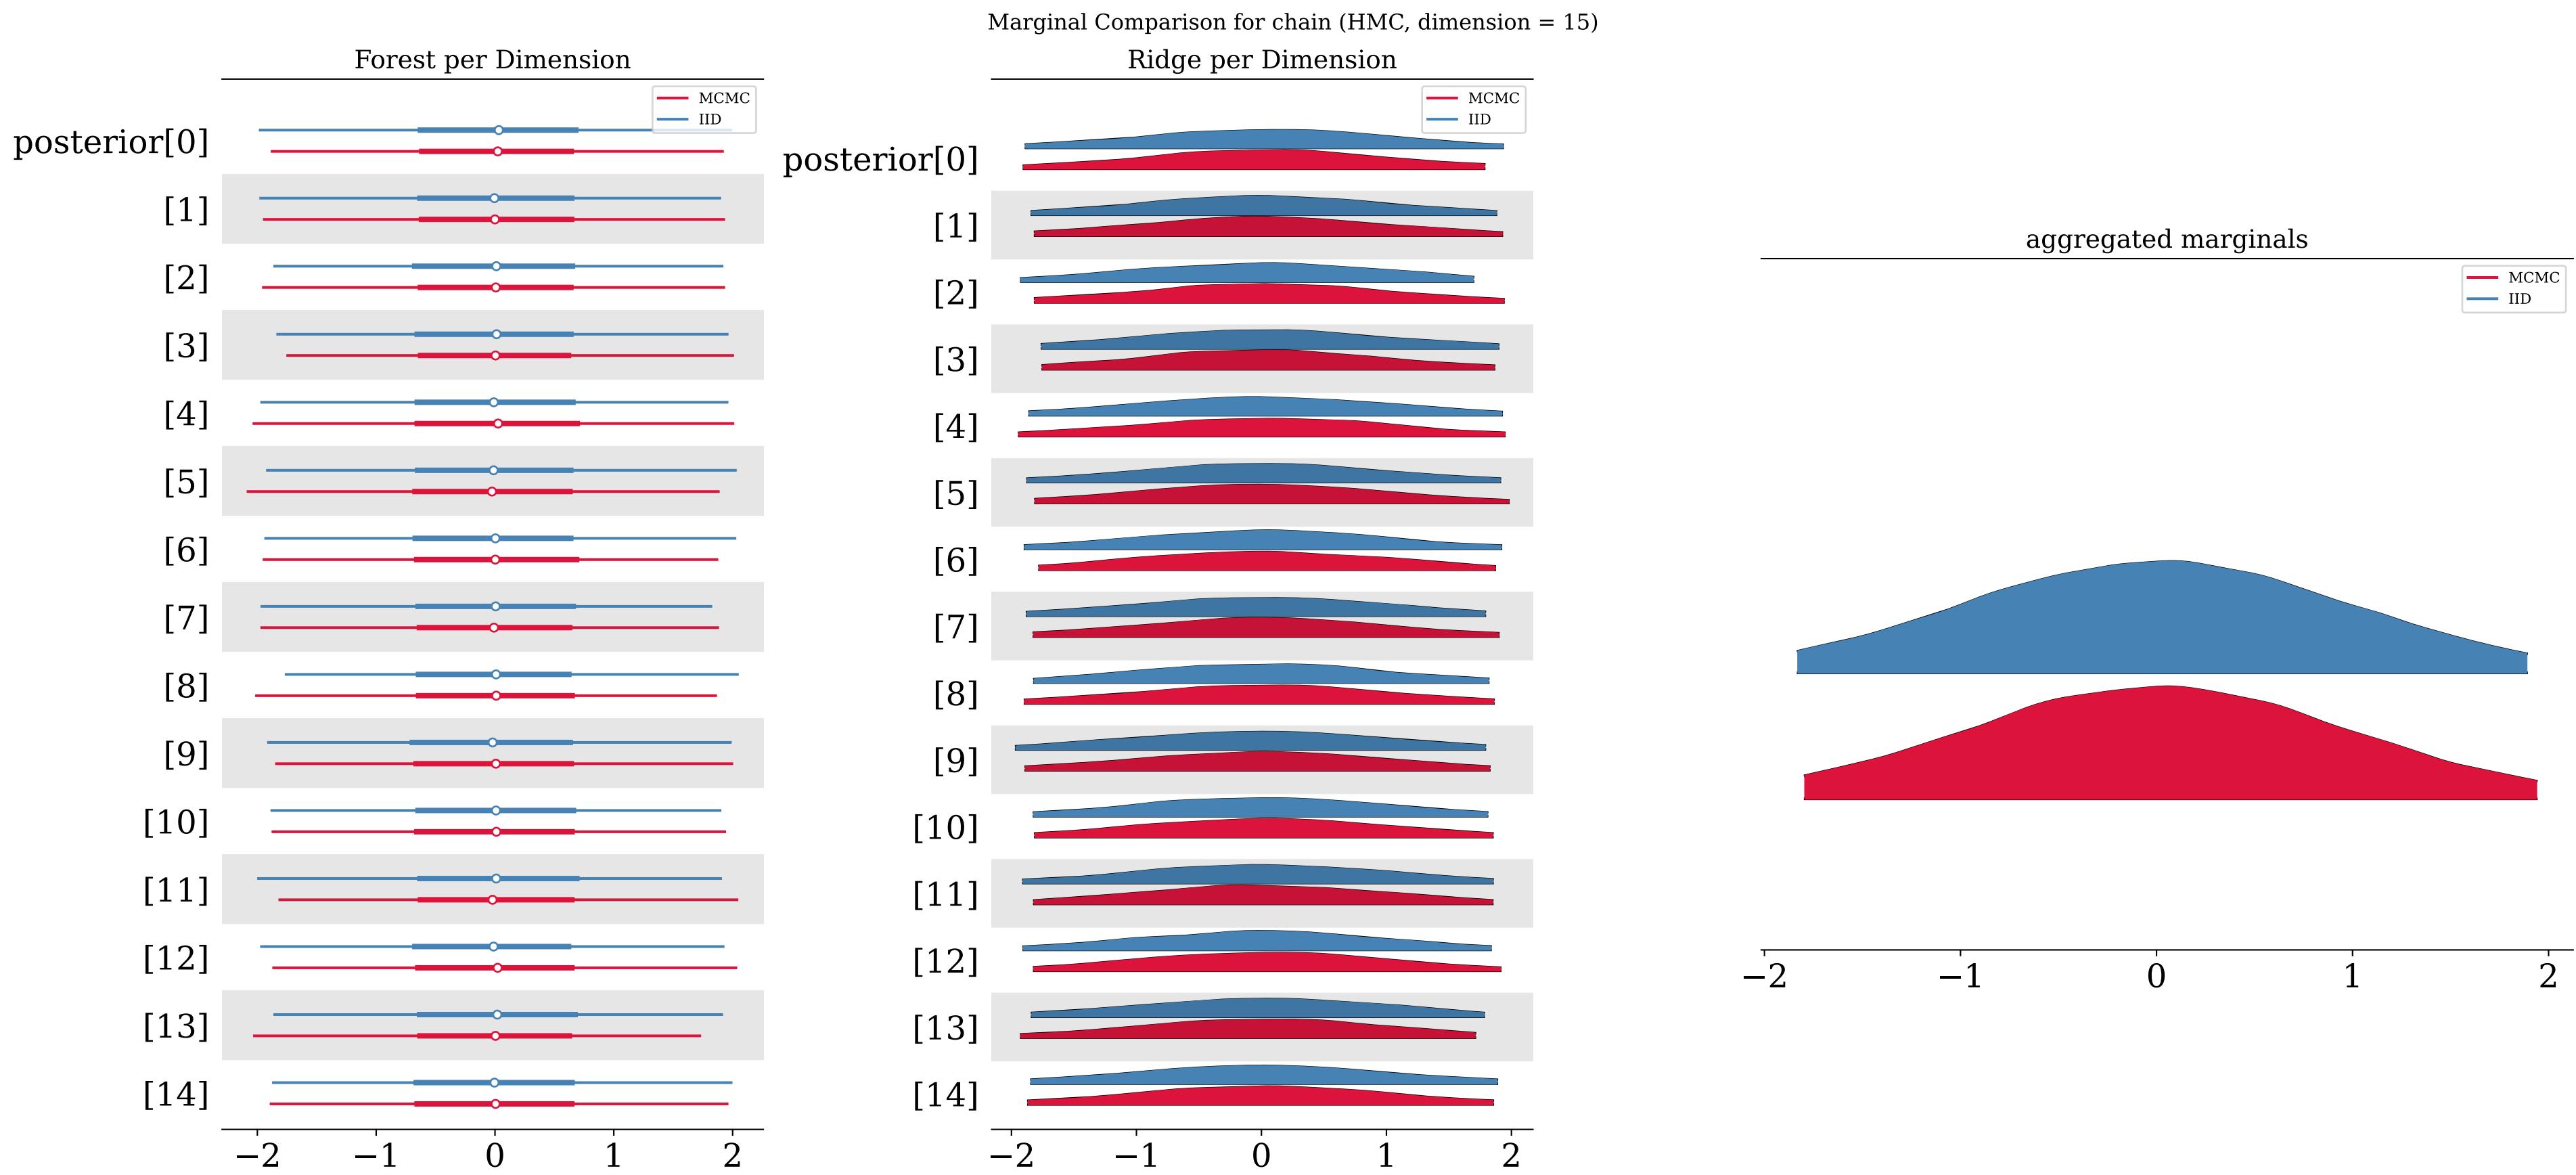 Marginal Comparison for chain (HMC, dimension = 15)
Forest per Dimension
MCMC
IID
posterior[0]
[1]
[2]
[3]
[4]
[5]
[6]
[7]
[8]
[9]
[10]
[11]
[12]
[13]
[14]
−2 −1 0 1 2
Ridge per Dimension
MCMC
IID
posterior[0]
[1]
[2]
[3]
[4]
[5]
[6]
[7]
[8]
[9]
[10]
[11]
[12]
[13]
[14]
−2 −1 0 1 2
aggregated marginals
MCMC
IID
−2 −1 0 1 2